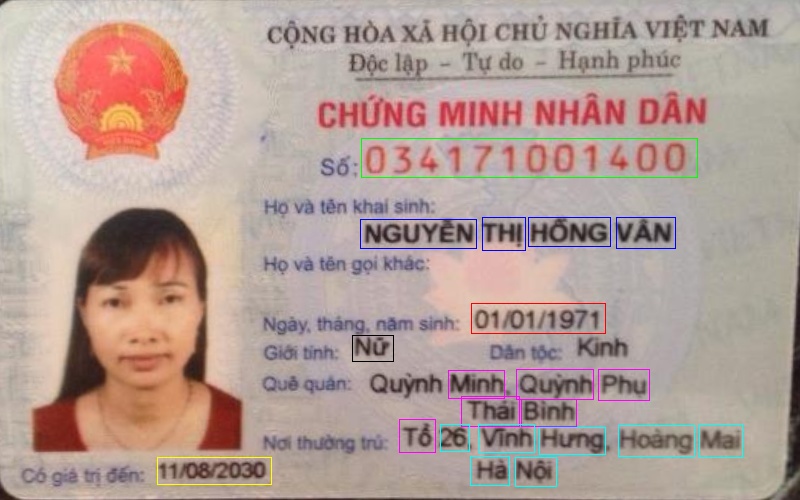 CỘNG HÒA XÃ HỘI CHỦ NGHĨA VIỆT NAM
Độc lập - Tự do - Hạnh phúc
CHỨNG MINH NHÂN DÂN
Số: 034171001400
Họ và tên khai sinh:
NGUYỄN THỊ HỒNG VÂN
Họ và tên gọi khác:
Ngày, tháng, năm sinh: 01/01/1971
Giới tính: Nữ Dân tộc: Kinh
Quê quán: Quỳnh Minh, Quỳnh Phụ
Thái Bình
Nơi thường trú: Tổ 26, Vĩnh Hưng, Hoàng Mai
Hà Nội
Có giá trị đến: 11/08/2030